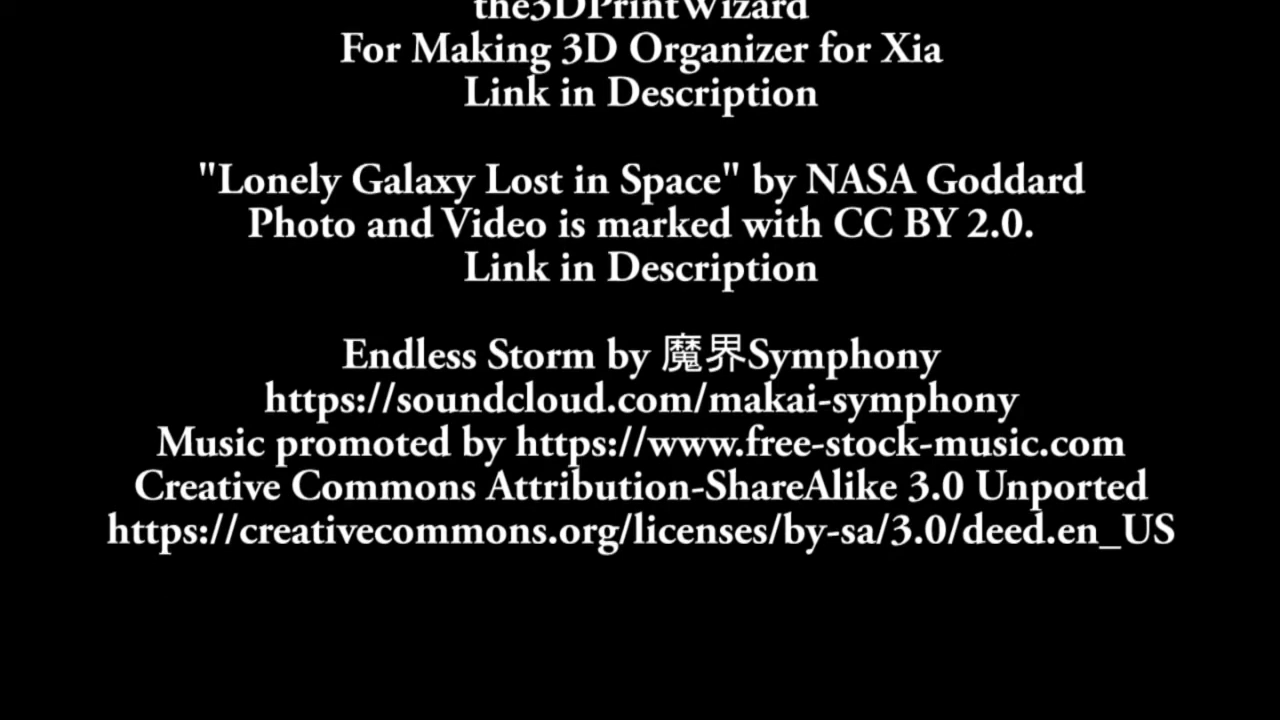 the3DPrintWizard
For Making 3D Organizer for Xia
Link in Description
"Lonely Galaxy Lost in Space" by NASA Goddard
Photo and Video is marked with CC BY 2.0.
Link in Description
Endless Storm by 魔界Symphony
https://soundcloud.com/makai-symphony
Music promoted by https://www.free-stock-music.com
Creative Commons Attribution-ShareAlike 3.0 Unported
https://creativecommons.org/licenses/by-sa/3.0/deed.en_US